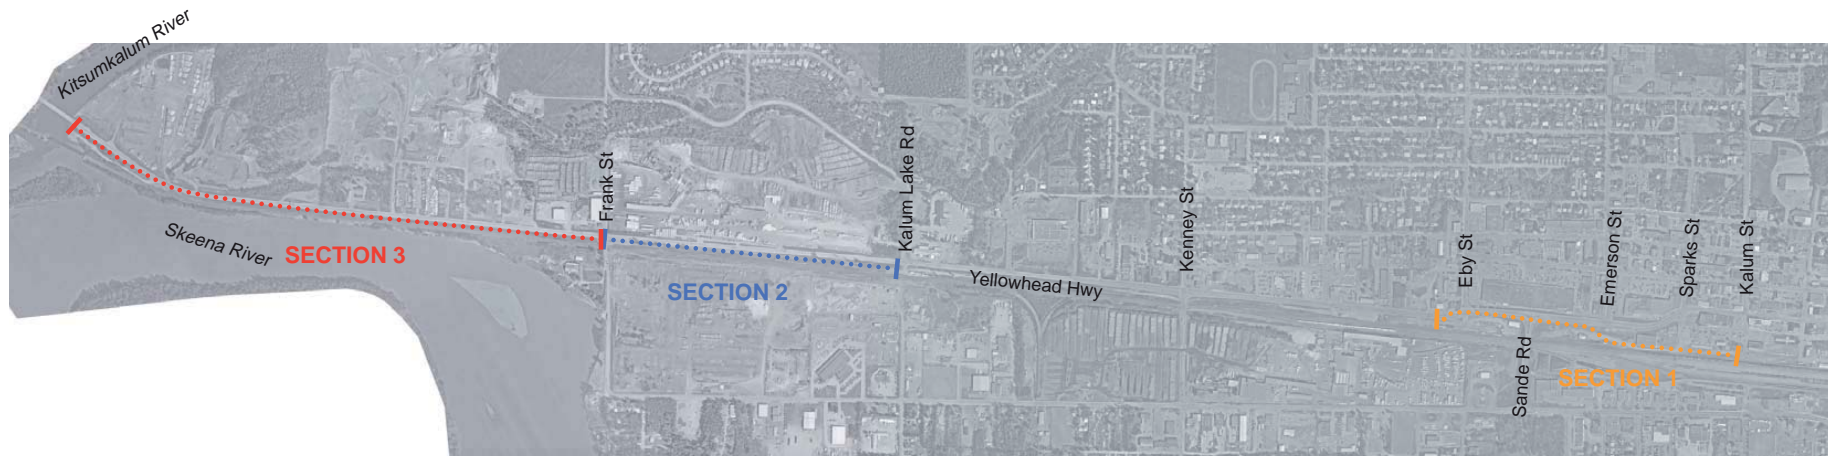 Kitsumkalum River
Skeena River
SECTION 3
Frank St
SECTION 2
Kalum Lake Rd
Yellowhead Hwy
Kenney St
Eby St
Sande Rd
SECTION 1
Emerson St
Sparks St
Kalum St